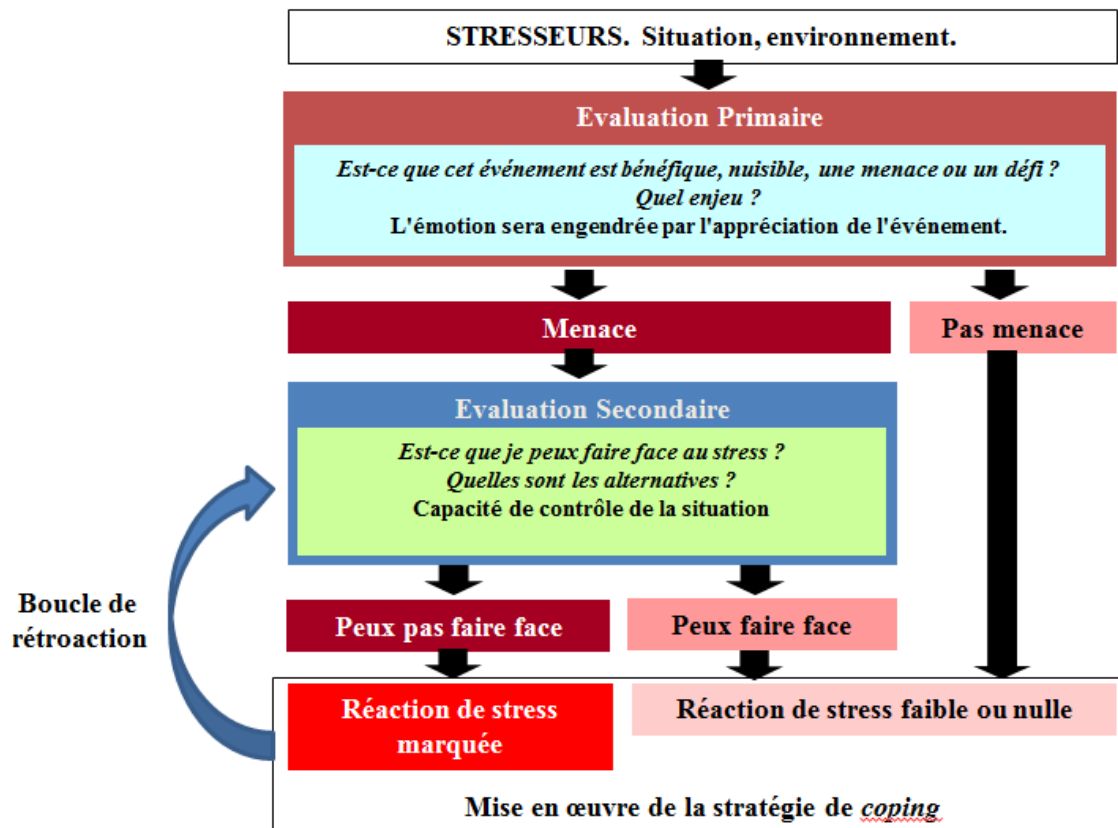 STRESSEURS. Situation, environnement.
Evaluation Primaire
Est-ce que cet événement est bénéfique, nuisible, une menace ou un défi ?
Quel enjeu ?
L'émotion sera engendrée par l'appréciation de l'événement.
Menace
Pas menace
Evaluation Secondaire
Est-ce que je peux faire face au stress ?
Quelles sont les alternatives ?
Capacité de contrôle de la situation
Boucle de
rétroaction
Peux pas faire face
Peux faire face
Réaction de stress
marquée
Réaction de stress faible ou nulle
Mise en œuvre de la stratégie de coping